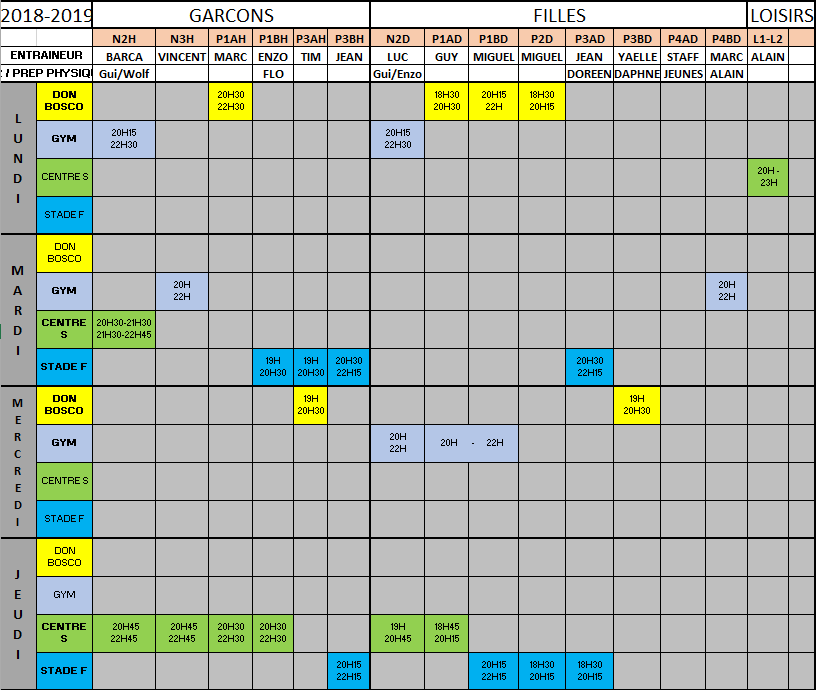 2018-2019 GARCONS FILLES LOISIRS
N2H N3H P1AH P1BH P3AH P3BH N2D P1AD P1BD P2D P3AD P3BD P4AD P4BD L1-L2
ENTRAINEUR BARCA VINCENT MARC ENZO TIM JEAN LUC GUY MIGUEL MIGUEL JEAN YAELLE STAFF MARC ALAIN
/ PREP PHYSIQU Gui/Wolf FLO Gui/Enzo DOREEN DAPHNE JEUNES ALAIN
LUNDI
DON 20H30 18H30 20H15 18H30
BOSCO 22H30 20H30 22H 20H15
GYM 20H15 20H15
22H30 22H30
CENTRE S 20H -
23H
STADE F
MARDI
DON
BOSCO
GYM 20H 20H
22H 22H
CENTRE 20H30-21H30
S 21H30-22H45
STADE F 19H 19H 20H30 20H30
20H30 20H30 22H15 22H15
MERCREDI
DON 19H 19H
BOSCO 20H30 20H30
GYM 20H 20H - 22H
22H
CENTRE S
STADE F
JEUDI
DON
BOSCO
GYM
CENTRE 20H45 20H45 20H30 20H30 19H 18H45
S 22H45 22H45 22H30 22H30 20H45 20H15
STADE F 20H15 20H15 18H30 18H30
22H15 22H15 20H15 20H15